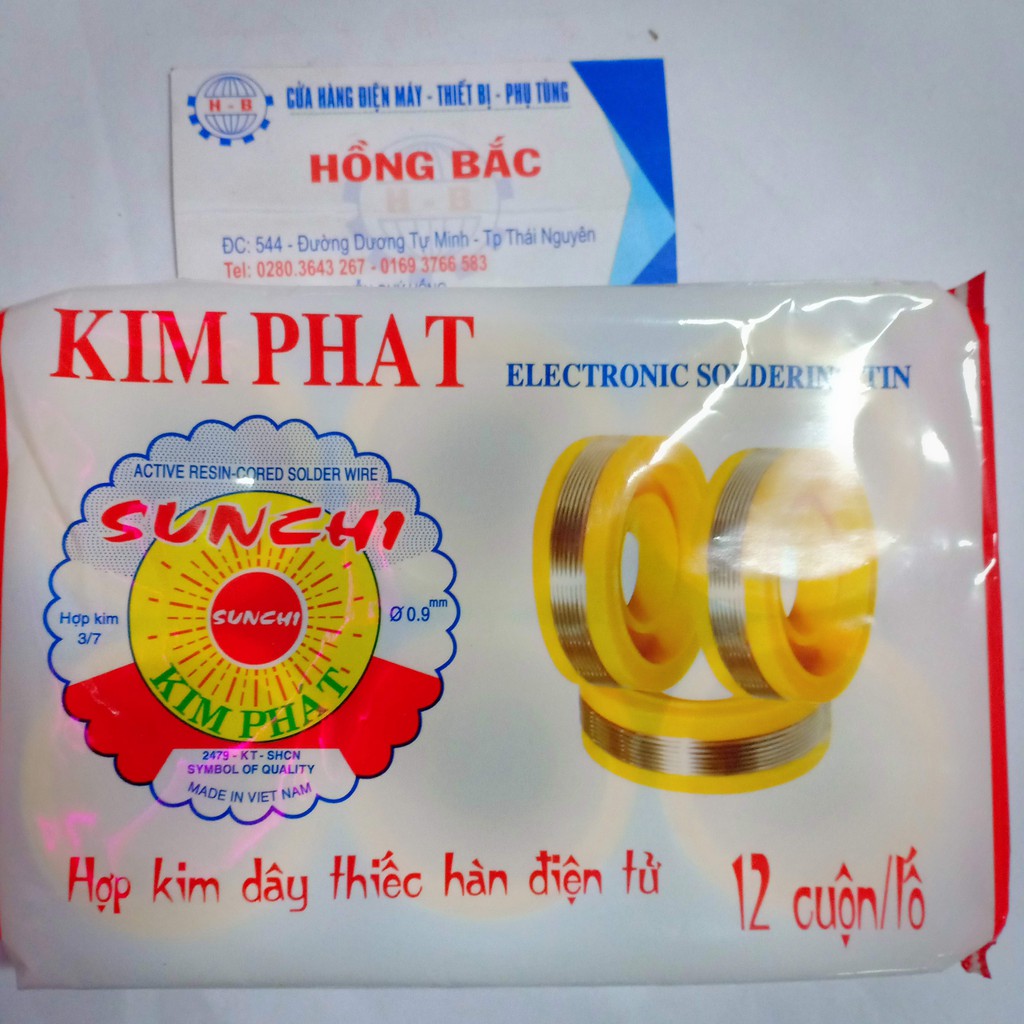 H - B
CỬA HÀNG ĐIỆN MÁY - THIẾT BỊ - PHỤ TÙNG
HỒNG BẮC
H - B
ĐC: 544 - Đường Dương Tự Minh - Tp Thái Nguyên
Tel: 0280.3643 267 - 0169 3766 583
KIM PHAT
ELECTRONIC TIN
ACTIVE RESIN-CORED SOLDER WIRE
SUNCHI
Hợp kim
3/7
SUNCHI
Ø 0.9mm
KIM PHÁT
2479 - KT - SHCN
SYMBOL OF QUALITY
MADE IN VIET NAM
Hợp kim dây thiếc hàn điện tử
12 cuộn/lố